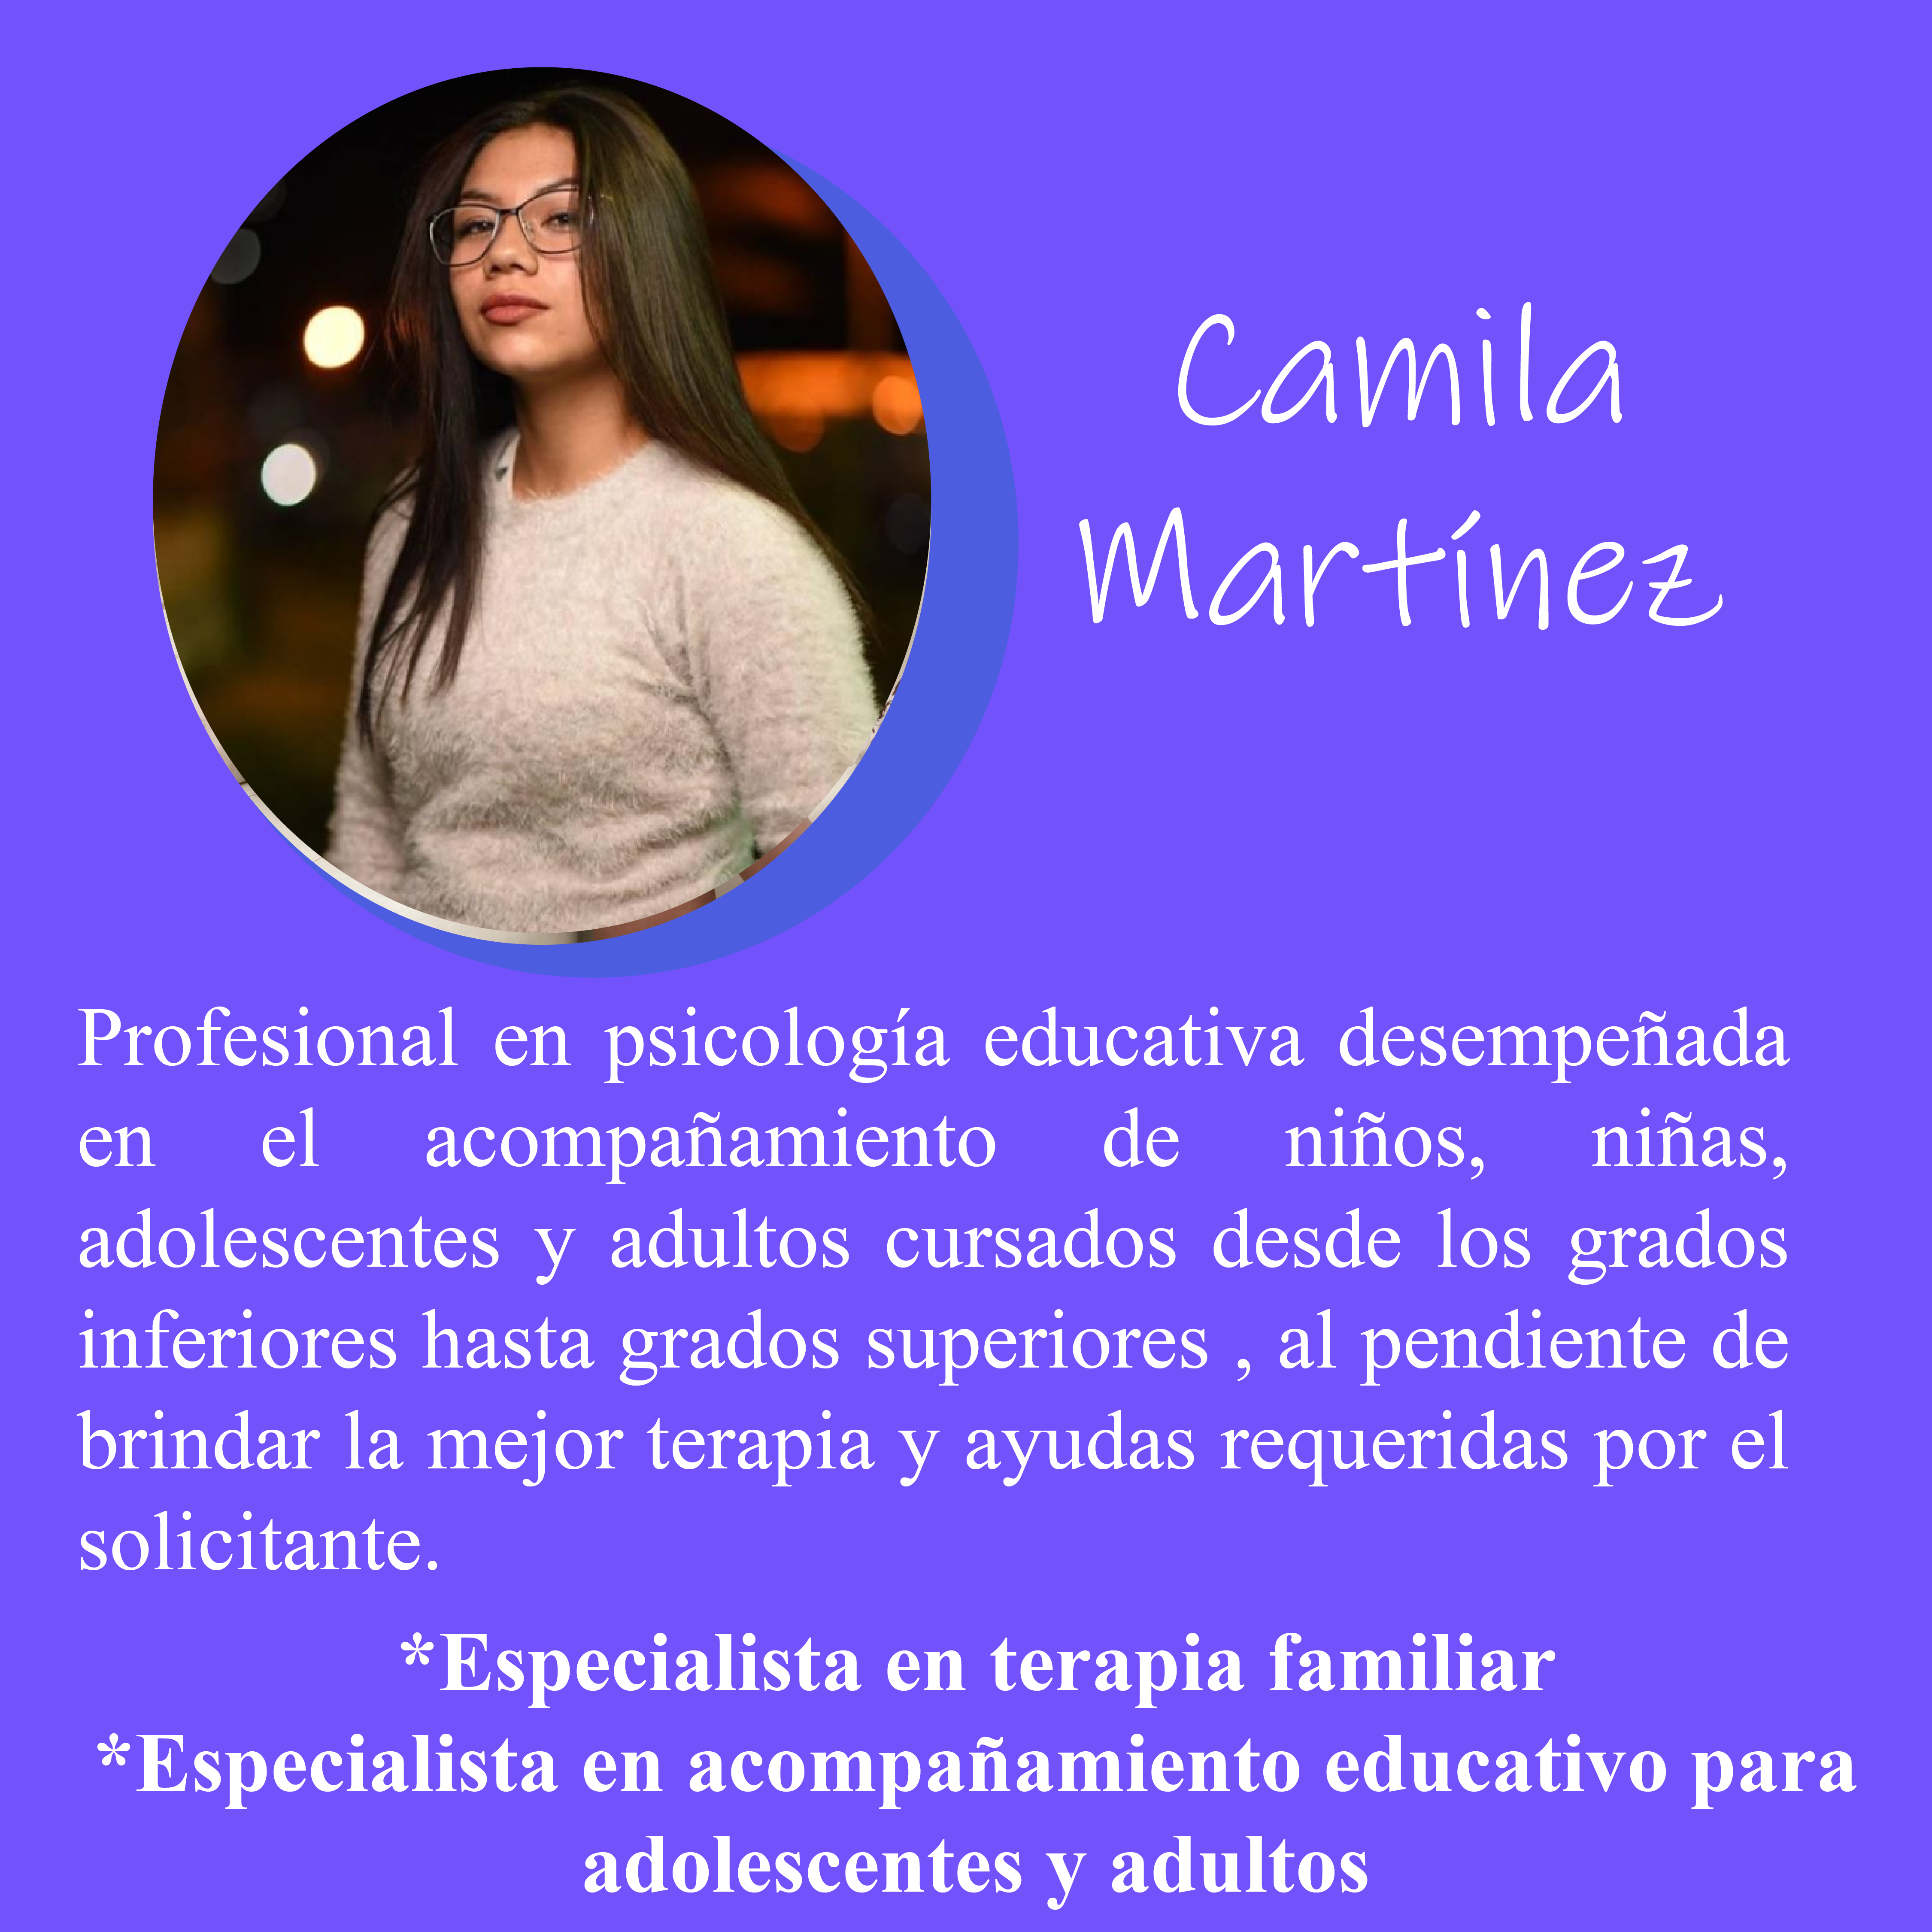 Camila
Martínez
Profesional en psicología educativa desempeñada
en el acompañamiento de niños, niñas,
adolescentes y adultos cursados desde los grados
inferiores hasta grados superiores , al pendiente de
brindar la mejor terapia y ayudas requeridas por el
solicitante.
*Especialista en terapia familiar
*Especialista en acompañamiento educativo para
adolescentes y adultos